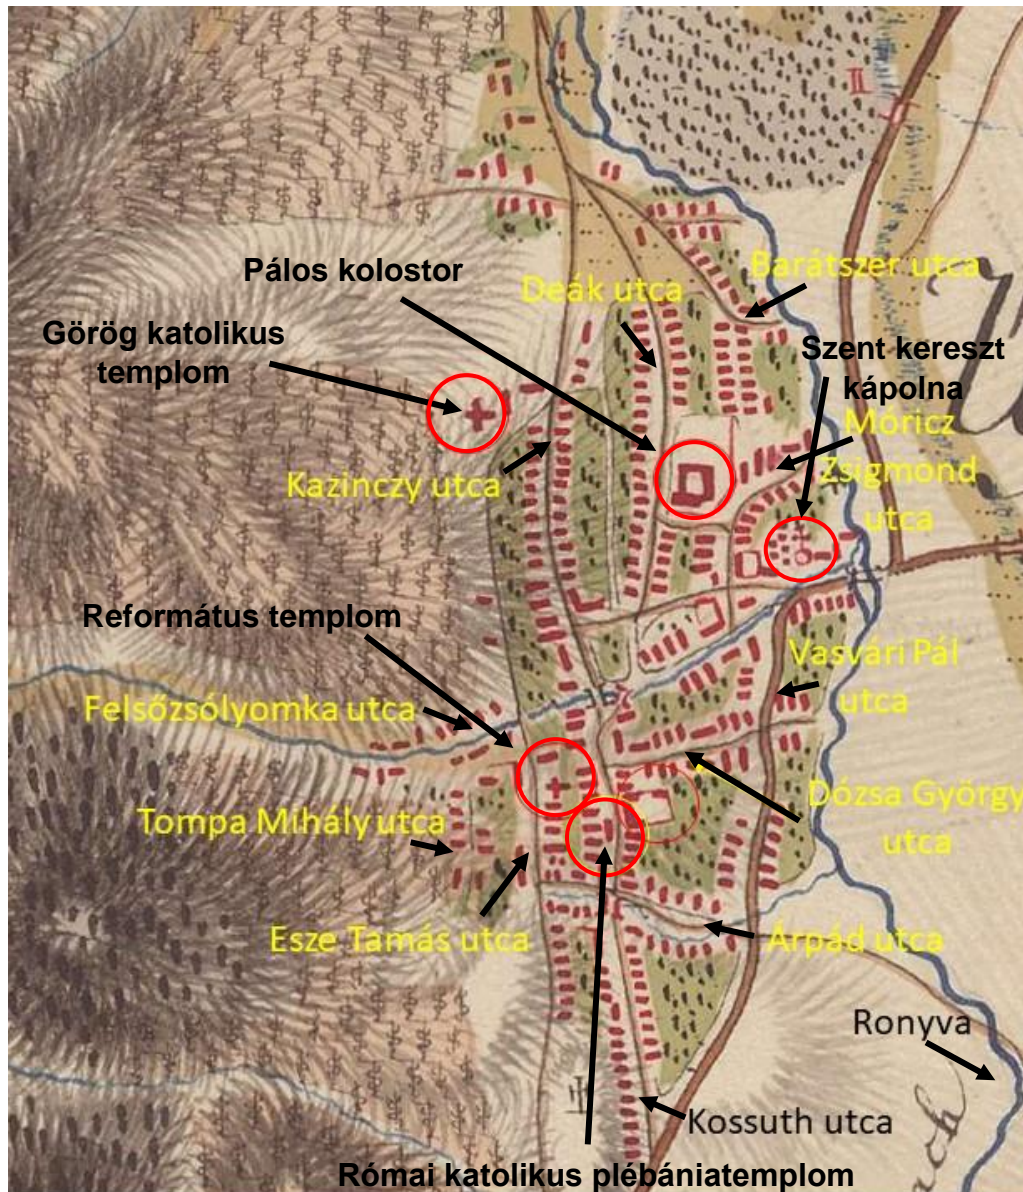 Pálos kolostor
Deák utca
Barátszer utca
Görög katolikus
templom
Szent kereszt
kápolna
Móricz
Zsigmond
utca
Kazinczy utca
Református templom
Vasvári Pál
utca
Felsőzsólyomka utca
Dózsa György
utca
Tompa Mihály utca
Esze Tamás utca
Árpád utca
Ronyva
Kossuth utca
Római katolikus plébániatemplom